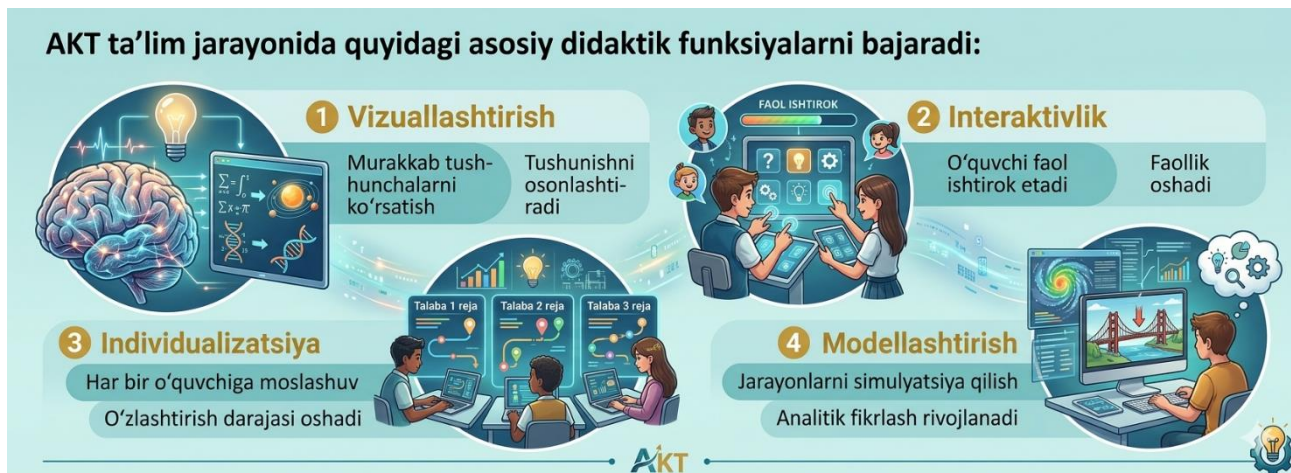 AKT ta’lim jarayonida quyidagi asosiy didaktik funksiyalarni bajaradi:
1 Vizuallashtirish
Murakkab tush-
hunchalarni
ko‘rsatish
Tushunishni
osonlashti-
radi
FAOL ISHTIROK
2 Interaktivlik
O‘quvchi faol
ishtirok etadi
Faollik
oshadi
Talaba 1 reja
Talaba 2 reja
Talaba 3 reja
3 Individualizatsiya
Har bir o‘quvchiga moslashuv
O‘zlashtirish darajasi oshadi
4 Modellashtirish
Jarayonlarni simulyatsiya qilish
Analitik fikrlash rivojlanadi
AKT